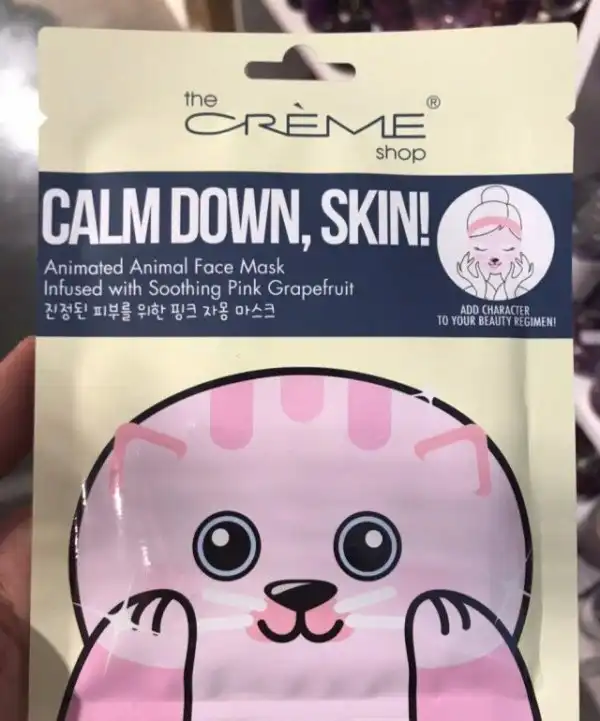 the
CRÈME®
shop
CALM DOWN, SKIN!
Animated Animal Face Mask
Infused with Soothing Pink Grapefruit
진정된 피부를 위한 핑크 자몽 마스크
ADD CHARACTER
TO YOUR BEAUTY REGIMEN!